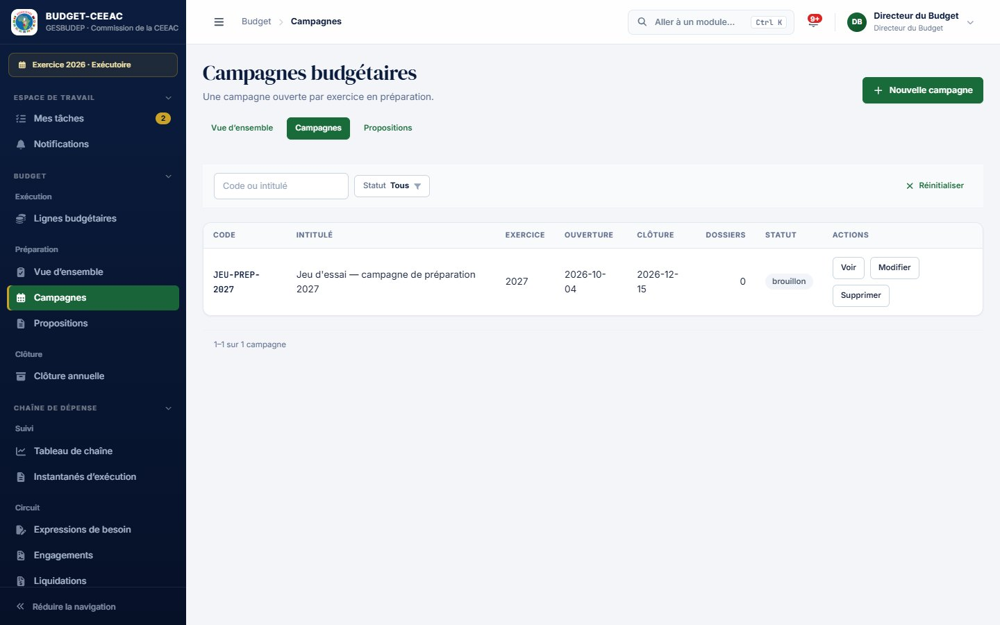 BUDGET-CEEAC
GESBUDEP · Commission de la CEEAC
Exercice 2026 · Exécutoire
ESPACE DE TRAVAIL
Mes tâches
2
Notifications
BUDGET
Exécution
Lignes budgétaires
Préparation
Vue d’ensemble
Campagnes
Propositions
Clôture
Clôture annuelle
CHAÎNE DE DÉPENSE
Suivi
Tableau de chaîne
Instantanés d’exécution
Circuit
Expressions de besoin
Engagements
Liquidations
Réduire la navigation
Budget
Campagnes
Aller à un module...
Ctrl K
9+
DB
Directeur du Budget
Directeur du Budget
Campagnes budgétaires
Une campagne ouverte par exercice en préparation.
Nouvelle campagne
Vue d’ensemble
Campagnes
Propositions
Code ou intitulé
Statut Tous
Réinitialiser
CODE INTITULÉ EXERCICE OUVERTURE CLÔTURE DOSSIERS STATUT ACTIONS
JEU-PREP-
2027
Jeu d'essai — campagne de préparation
2027
2027
2026-10-
04
2026-12-
15
0
brouillon
Voir
Modifier
Supprimer
1–1 sur 1 campagne